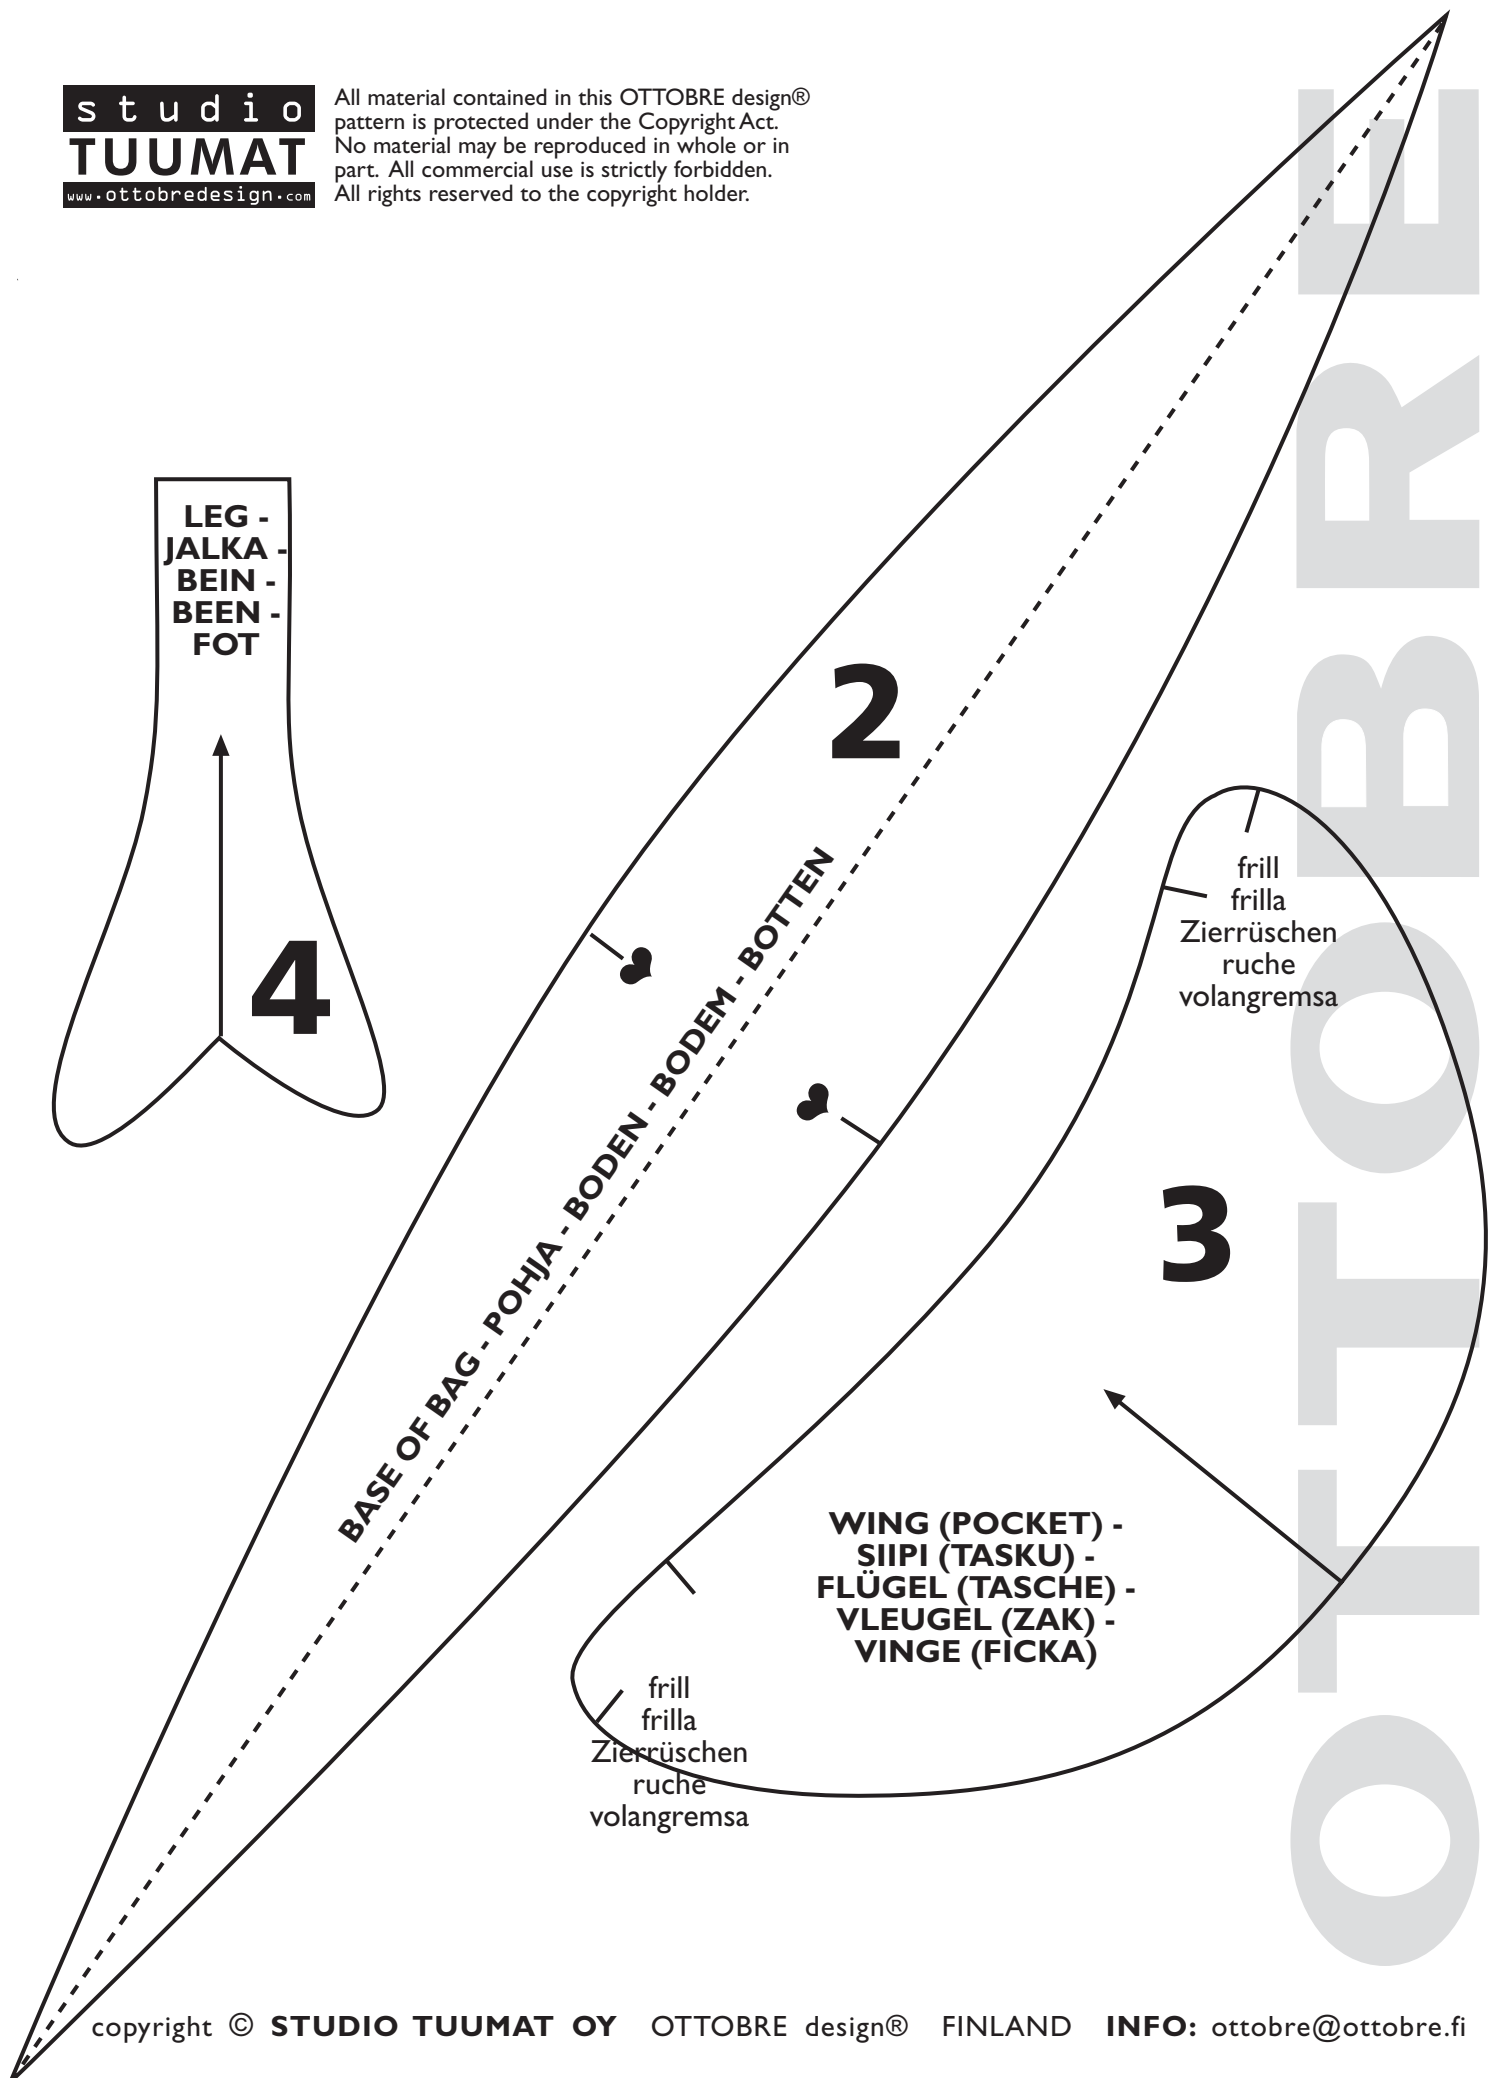 studio
TUUMAT
www.ottobredesign.com
All material contained in this OTTOBRE design®
pattern is protected under the Copyright Act.
No material may be reproduced in whole or in
part. All commercial use is strictly forbidden.
All rights reserved to the copyright holder.
LEG -
JALKA -
BEIN -
BEEN -
FOT
4
2
BASE OF BAG - POHJA - BODEN - BODEM - BOTTEN
frill
frilla
Zierrüschen
ruche
volangremsa
3
WING (POCKET) -
SIIPI (TASKU) -
FLÜGEL (TASCHE) -
VLEUGEL (ZAK) -
VINGE (FICKA)
frill
frilla
Zierrüschen
ruche
volangremsa
OTTOBRE
copyright © STUDIO TUUMAT OY OTTOBRE design® FINLAND INFO: ottobre@ottobre.fi